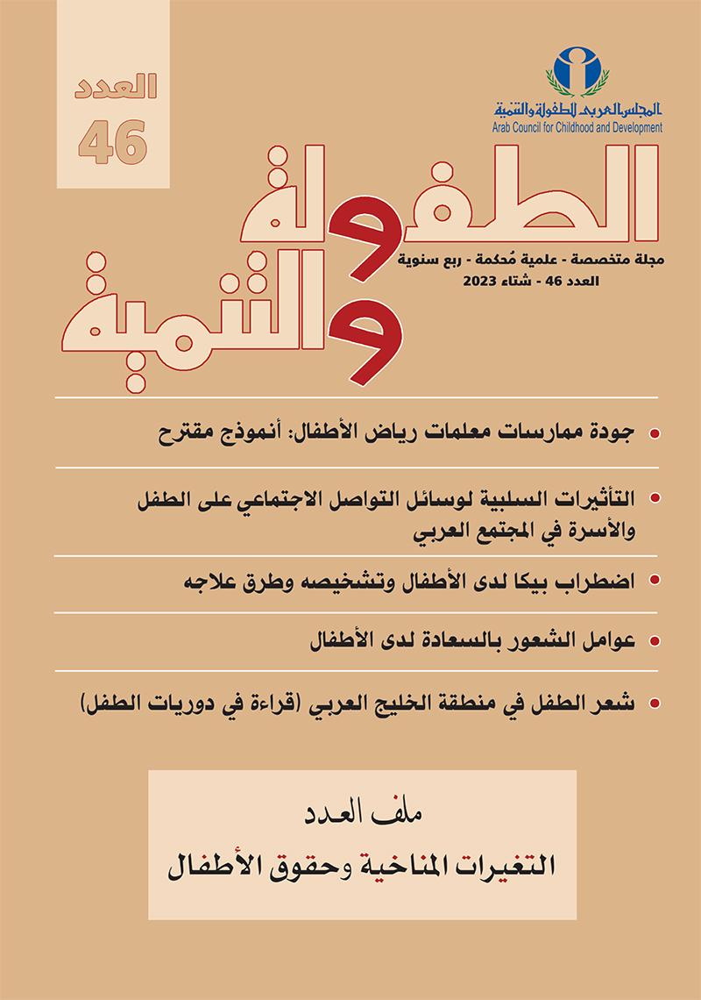 العدد
46
المجلس العربي للطفولة والتنمية
Arab Council for Childhood and Development
الطفولة
والتنمية
مجلة متخصصة - علمية مُحكمة - ربع سنوية
العدد 46 - شتاء 2023
جودة ممارسات معلمات رياض الأطفال: أنموذج مقترح
التأثيرات السلبية لوسائل التواصل الاجتماعي على الطفل
والأسرة في المجتمع العربي
اضطراب بيكا لدى الأطفال وتشخيصه وطرق علاجه
عوامل الشعور بالسعادة لدى الأطفال
شعر الطفل في منطقة الخليج العربي (قراءة في دوريات الطفل)
ملف العدد
التغيرات المناخية وحقوق الأطفال